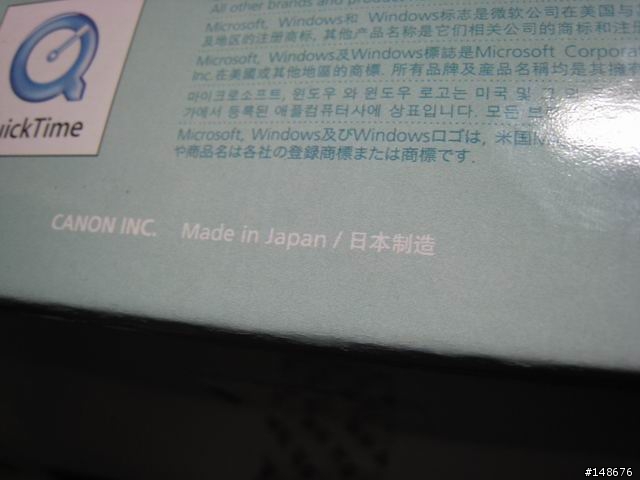 uickTime
All other brands and produc
Microsoft, Windows和 Windows标志是微软公司在美国与
及地区的注册商标, 其他产品名称是它们相关公司的商标和注
Microsoft, Windows及Windows標誌是Microsoft Corpora
Inc.在美國或其他地區的商標. 所有品牌及産品名稱均是其擁有
마이크로소프트, 윈도우 와 윈도우 로고는 미국 및 그
가에서 등록된 애플컴퓨터사에 상표입니다. 모든 브
Microsoft, Windows及びWindowsロゴは, 米国M
や商品名は各社の登録商標または商標です.
CANON INC. Made in Japan / 日本制造
#148676